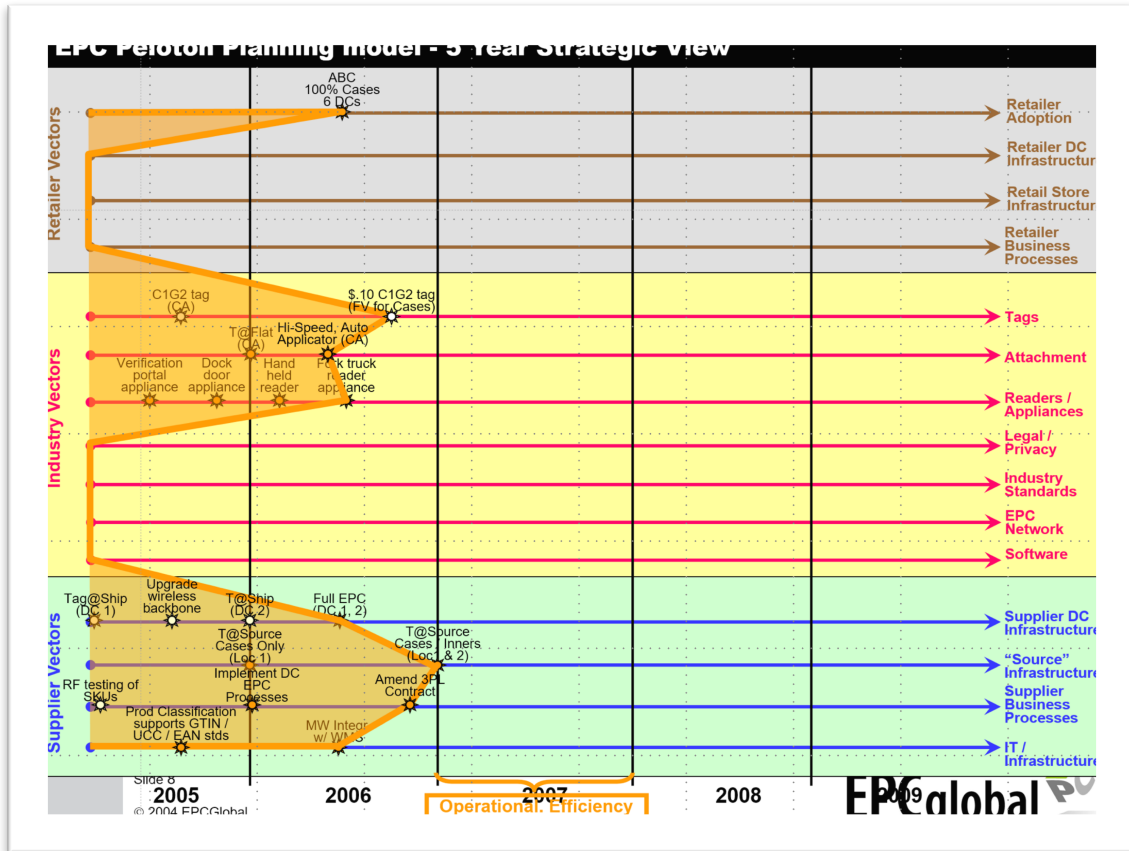 EPC Peloton Planning model - 5 Year Strategic View
Retailer Vectors
ABC
100% Cases
6 DCs
Retailer
Adoption
Retailer DC
Infrastructur
Retail Store
Infrastructur
Retailer
Business
Processes
Industry Vectors
C1G2 tag
(CA)
$.10 C1G2 tag
(FV for Cases)
Tags
T@Flat
(CA)
Hi-Speed, Auto
Applicator (CA)
Attachment
Verification
portal
appliance
Dock
door
appliance
Hand
held
reader
Fork truck
reader
appliance
Readers /
Appliances
Legal /
Privacy
Industry
Standards
EPC
Network
Software
Supplier Vectors
Tag@Ship
(DC 1)
Upgrade
wireless
backbone
T@Ship
(DC 2)
Full EPC
(DC 1, 2)
Supplier DC
Infrastructure
T@Source
Cases Only
(Loc 1)
T@Source
Cases / Inners
(Loc1 & 2)
“Source”
Infrastructure
RF testing of
SKUs
Implement DC
EPC
Processes
Amend 3PL
Contract
Supplier
Business
Processes
Prod Classification
supports GTIN /
UCC / EAN stds
MW Integr
w/ WMS
IT /
Infrastructure
Slide 8
2005
2006
2007
2008
2009
© 2004 EPCGlobal
Operational. Efficiency
EPCglobal